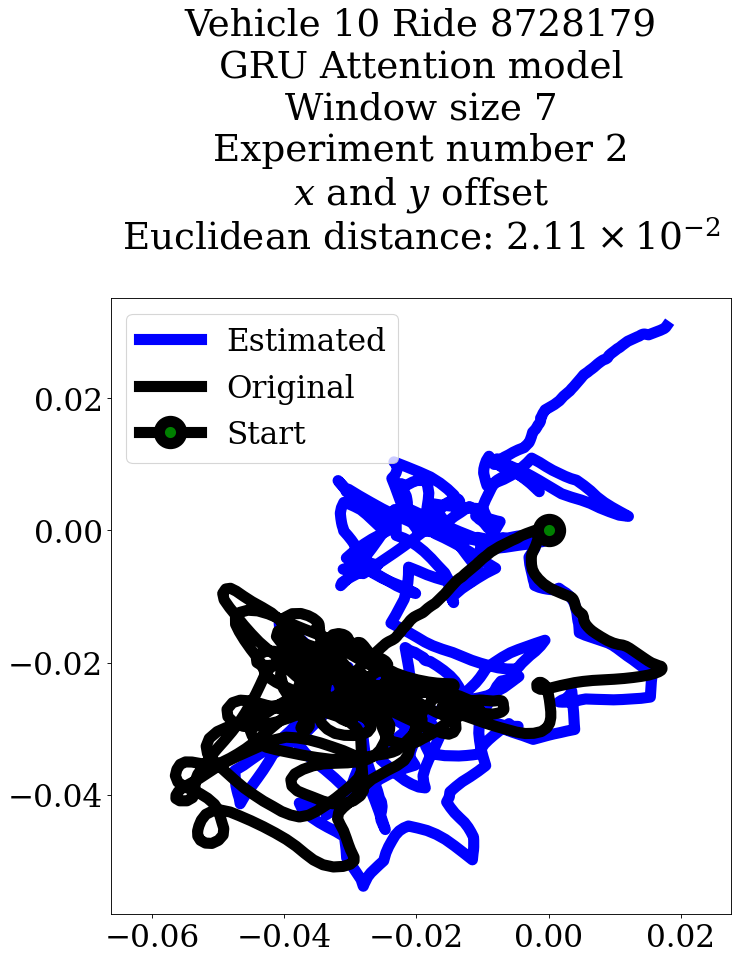 Vehicle 10 Ride 8728179
GRU Attention model
Window size 7
Experiment number 2
x and y offset
Euclidean distance: 2.11 × 10⁻²
Estimated
Original
Start
0.02
0.00
−0.02
−0.04
−0.06 −0.04 −0.02 0.00 0.02